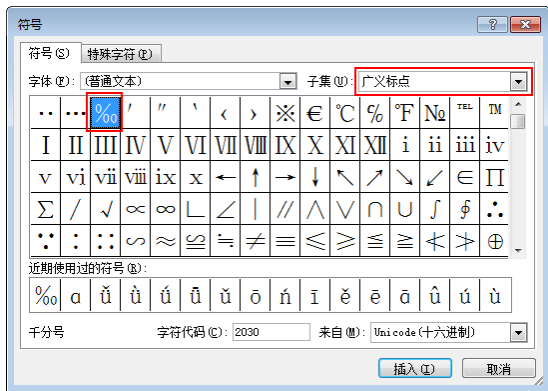 符号
符号(S) 特殊字符(P)
字体(F): (普通文本) 子集(U): 广义标点
‥ … ‰ ′ ″ ‵ ‹ › ※ € ℃ ℅ ℉ № ℡ ™
Ⅰ Ⅱ Ⅲ Ⅳ Ⅴ Ⅵ Ⅶ Ⅷ Ⅸ Ⅹ Ⅺ Ⅻ ⅰ ⅱ ⅲ ⅳ
ⅴ ⅵ ⅶ ⅷ ⅸ ⅹ ← ↑ → ↓ ↖ ↗ ↘ ↙ ∈ ∏
∑ ∕ √ ∝ ∞ ∟ ∠ ∣ ∥ ∧ ∨ ∩ ∪ ∫ ∮ ∴
∵ ∶ ∷ ∽ ≈ ≌ ≒ ≠ ≡ ≤ ≥ ≦ ≧ ≮ ≯ ⊕
近期使用过的符号(R):
‰ ɑ ǚ ǜ ǘ ǖ ǔ ō ń Ī ě ē ā û ú ù
千分号 字符代码(C): 2030 来自(M): Unicode(十六进制)
插入(I) 取消